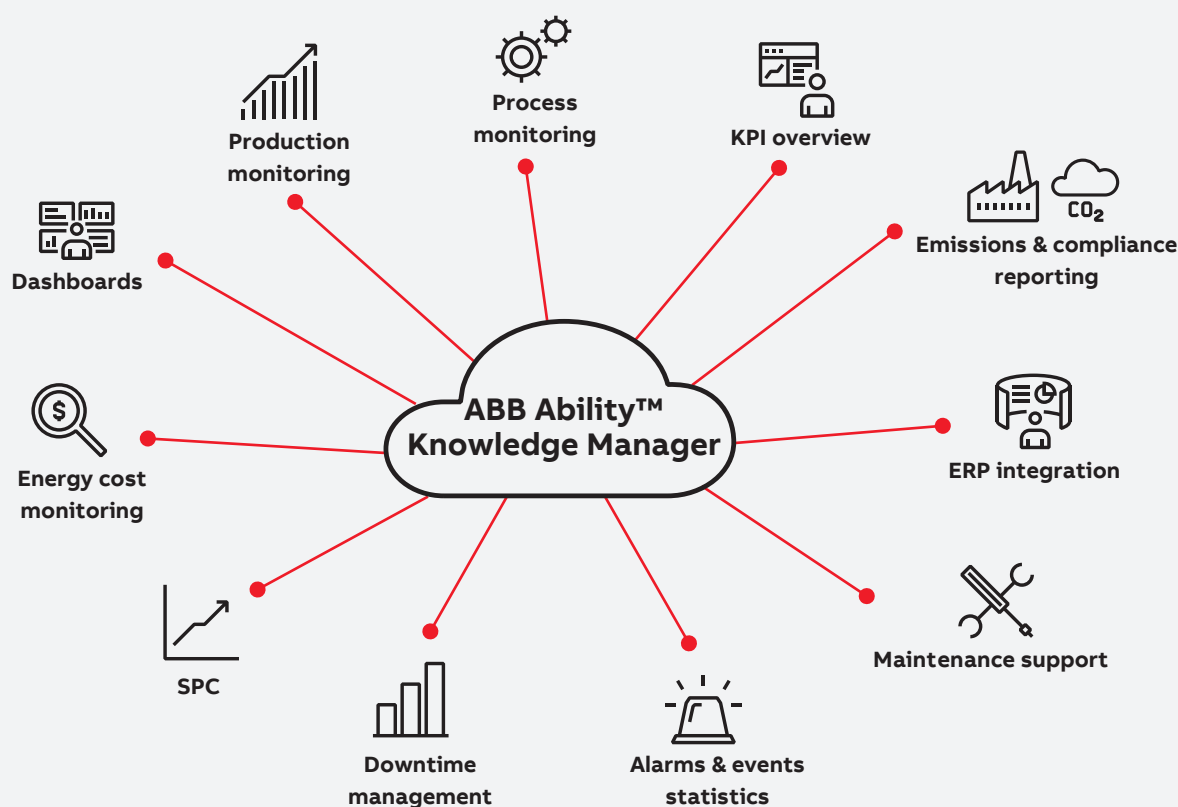 Process
monitoring
KPI overview
Production
monitoring
CO₂
Emissions & compliance
reporting
Dashboards
ABB Ability™
Knowledge Manager
$
Energy cost
monitoring
ERP integration
Maintenance support
SPC
Downtime
management
Alarms & events
statistics